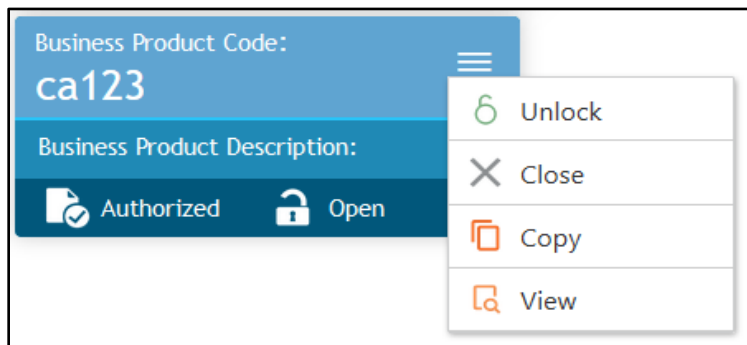 Business Product Code:
ca123
Business Product Description:
Authorized
Open
Unlock
Close
Copy
View